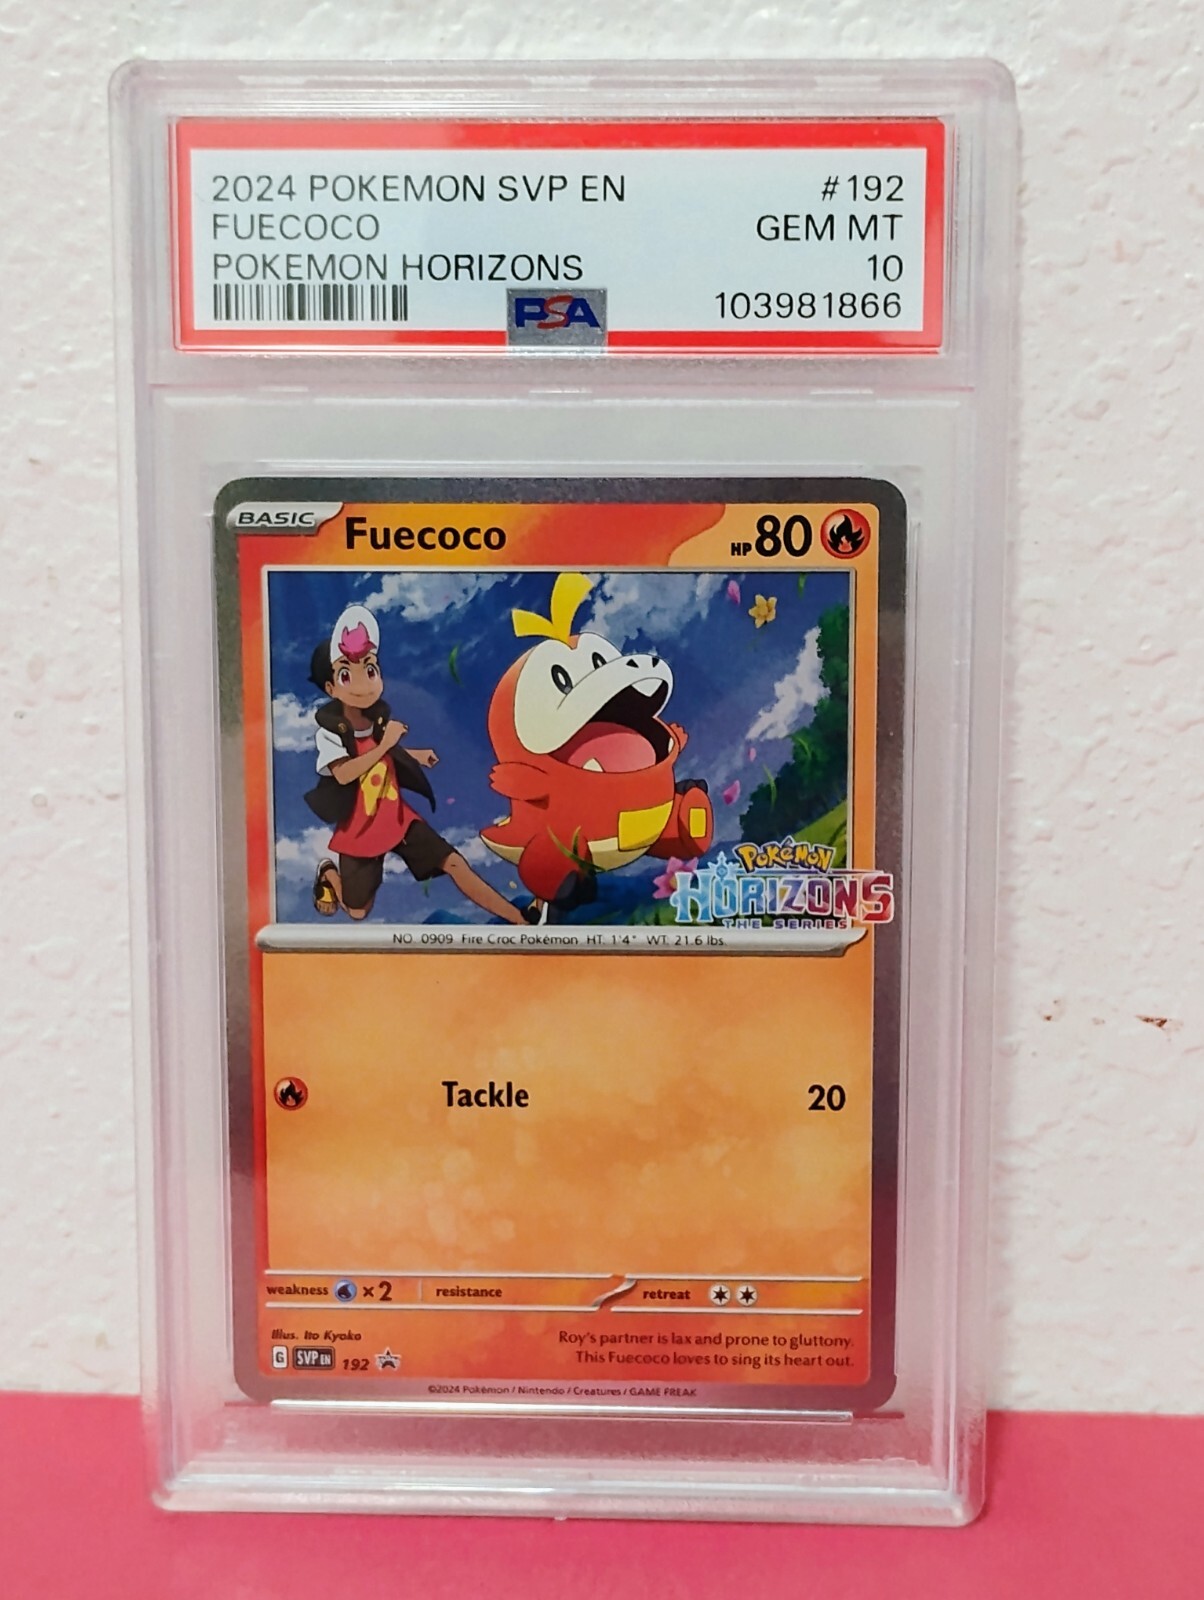 2024 POKEMON SVP EN #192
FUECOCO GEM MT
POKEMON HORIZONS 10
PSA 103981866
BASIC Fuecoco HP 80
POKéMON
HORIZONS
THE SERIES
NO. 0909 Fire Croc Pokémon HT: 1'4" WT: 21.6 lbs.
Tackle 20
weakness ×2 resistance retreat
Illus. Ito Kyoko
Roy's partner is lax and prone to gluttony.
This Fuecoco loves to sing its heart out.
G SVP EN 192
©2024 Pokémon / Nintendo / Creatures / GAME FREAK